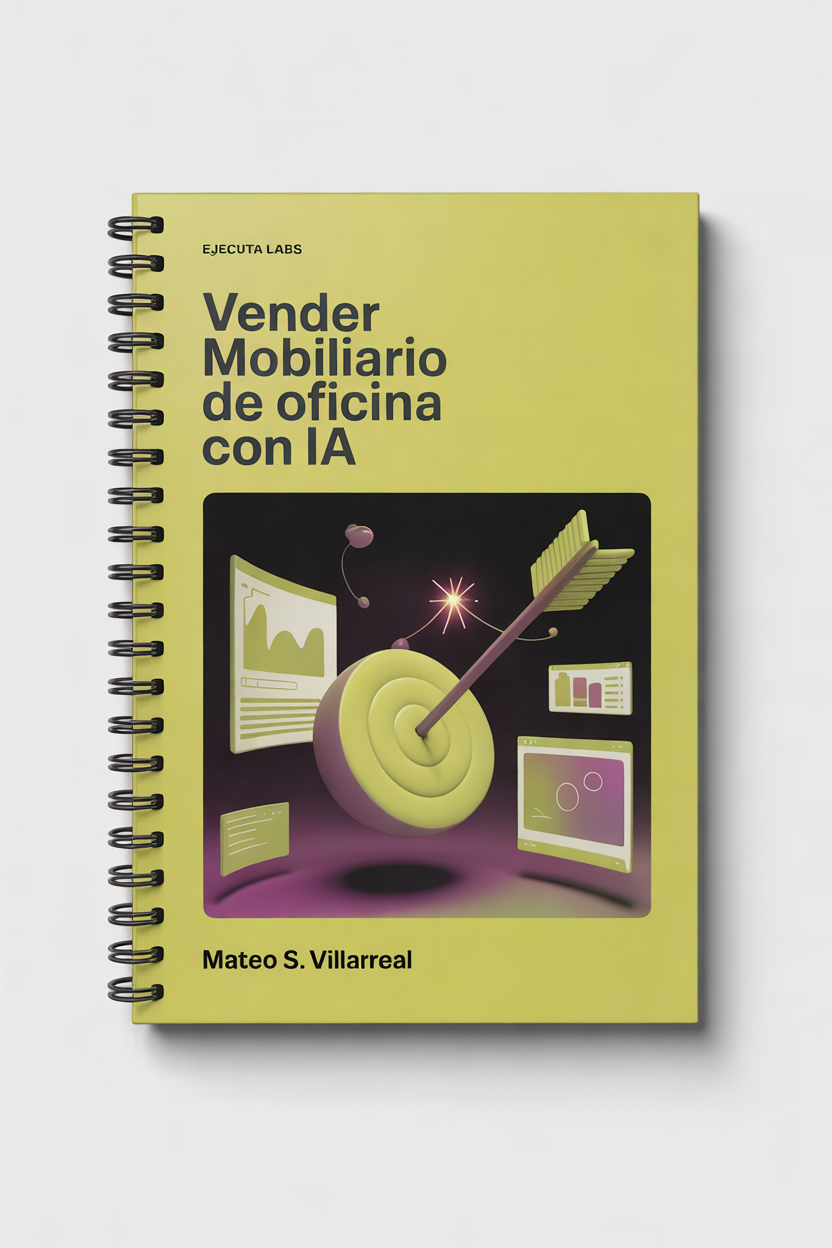 EJECUTA LABS
Vender
Mobiliario
de oficina
con IA
Mateo S. Villarreal